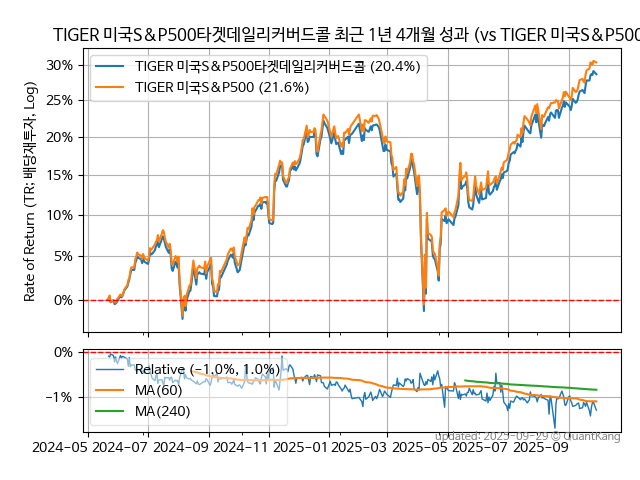 TIGER 미국S&P500타겟데일리커버드콜 최근 1년 4개월 성과 (vs TIGER 미국S&P500
TIGER 미국S&P500타겟데일리커버드콜 (20.4%)
TIGER 미국S&P500 (21.6%)
Rate of Return (TR: 배당재투자, Log)
30%
25%
20%
15%
10%
5%
0%
0%
−1%
Relative (−1.0%, 1.0%)
MA(60)
MA(240)
2024−05 2024−07 2024−09 2024−11 2025−01 2025−03 2025−05 2025−07 2025−09
updated: 2025-09-29 © QuantKang